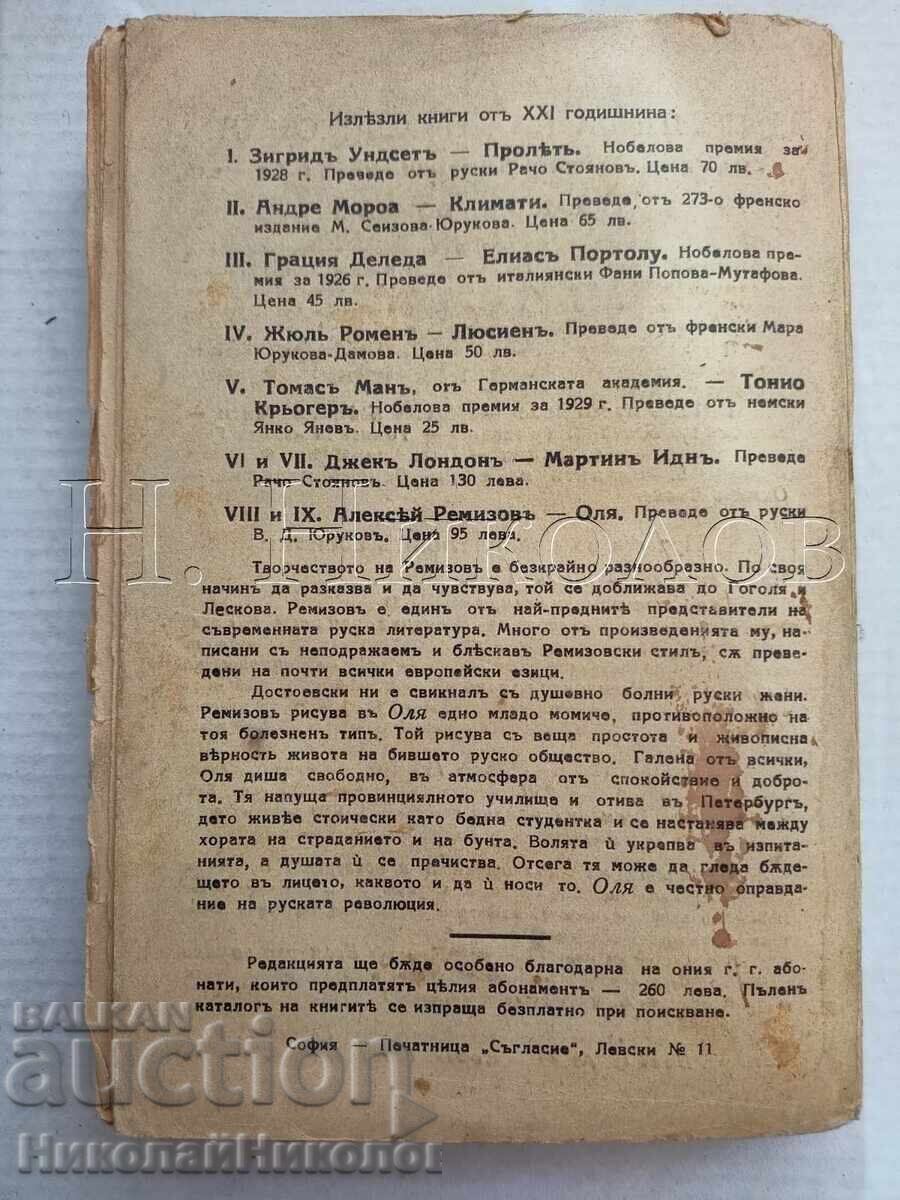 Излѣзли книги отъ XXI годишнина:
I. Зигридъ Ундсетъ — Пролѣть. Нобелова премия за
1928 г. Преведе отъ руски Рачо Стояновъ. Цена 70 лв.
II. Андре Мороа — Климати. Преведе отъ 273-о френско
издание М. Сеизова-Юрукова. Цена 65 лв.
III. Грация Деледа — Елиасъ Портолу. Нобелова пре-
мия за 1926 г. Преведе отъ италиянски Фани Попова-Мутафова.
Цена 45 лв.
IV. Жюль Роменъ — Люсиенъ. Преведе отъ френски Мара
Юрукова-Дамова. Цена 50 лв.
V. Томасъ Манъ, отъ Германската академия. — Тонио
Крьогеръ. Нобелова премия за 1929 г. Преведе отъ немски
Янко Яневъ. Цена 25 лв.
VI и VII. Джекъ Лондонъ — Мартинъ Идњ. Преведе
Рачо Стояновъ. Цена 130 лева.
VIII и IX. Алексѣй Ремизовъ — Оля. Преведе отъ руски
В. Д. Юруковъ. Цена 95 лева.
Н. НИКОЛОВ
Творчеството на Ремизовъ е безкрайно разнообразно. По своя
начинъ да разказва и да чувствува, той се доближава до Гоголя и
Лескова. Ремизовъ е единъ отъ най-предните представители на
съвременната руска литература. Много отъ произведенията му, на-
писани съ неподражаемъ и блѣскавъ Ремизовски стилъ, сѫ преве-
дени на почти всички европейски езици.
Достоевски ни е свикналъ съ душевно болни руски жени.
Ремизовъ рисува въ Оля едно младо момиче, противоположно на
тоя болезненъ типъ. Той рисува съ веща простота и живописна
вѣрность живота на бившето руско общество. Галена отъ всички,
Оля диша свободно, въ атмосфера отъ спокойствие и добро-
та. Тя напуща провинциялното училище и отива въ Петербургъ,
дето живѣе стоически като бедна студентка и се настанява между
хората на страданието и на бунта. Волята ѝ укрепва въ изпита-
нията, а душата ѝ се пречиства. Отсега тя може да гледа бѫде-
щето въ лицето, каквото и да ѝ носи то. Оля е честно оправда-
ние на руската революция.
Редакцията ще бѫде особено благодарна на ония г. г. або-
нати, които предплатятъ цѣлия абонаментъ — 260 лева. Пъленъ
каталогъ на книгите се изпраща безплатно при поискване.
София — Печатница „Съгласие“, Левски № 11
BALKAN
auction
НиколайНиколов